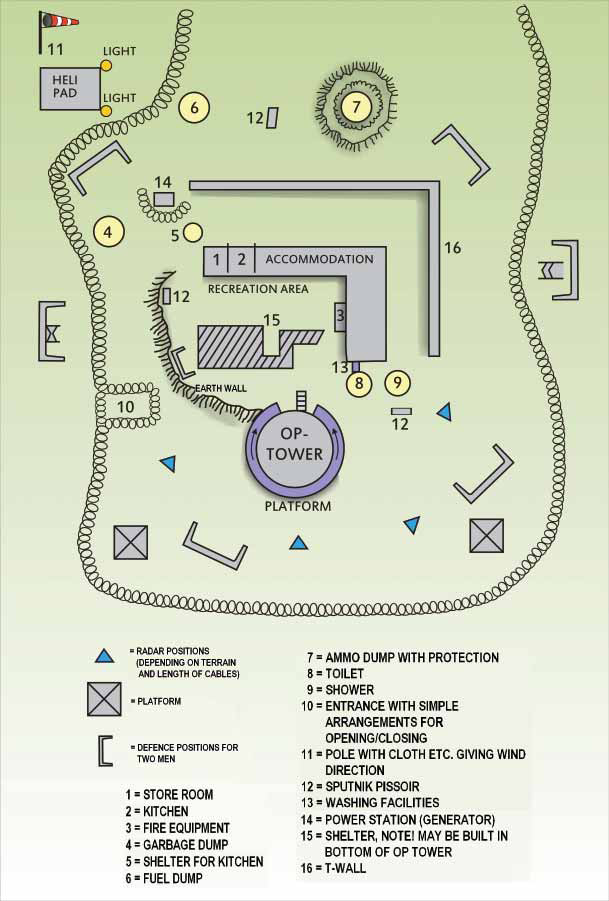 11
LIGHT
HELI
PAD
LIGHT
6
12
7
14
4
5
16
1 2 ACCOMMODATION
RECREATION AREA
12
3
15
13
EARTH WALL
8
9
10
12
OP-
TOWER
PLATFORM
= RADAR POSITIONS
(DEPENDING ON TERRAIN
AND LENGTH OF CABLES)
= PLATFORM
= DEFENCE POSITIONS FOR
TWO MEN
1 = STORE ROOM
2 = KITCHEN
3 = FIRE EQUIPMENT
4 = GARBAGE DUMP
5 = SHELTER FOR KITCHEN
6 = FUEL DUMP
7 = AMMO DUMP WITH PROTECTION
8 = TOILET
9 = SHOWER
10 = ENTRANCE WITH SIMPLE
ARRANGEMENTS FOR
OPENING/CLOSING
11 = POLE WITH CLOTH ETC. GIVING WIND
DIRECTION
12 = SPUTNIK PISSOIR
13 = WASHING FACILITIES
14 = POWER STATION (GENERATOR)
15 = SHELTER, NOTE! MAY BE BUILT IN
BOTTOM OF OP TOWER
16 = T-WALL